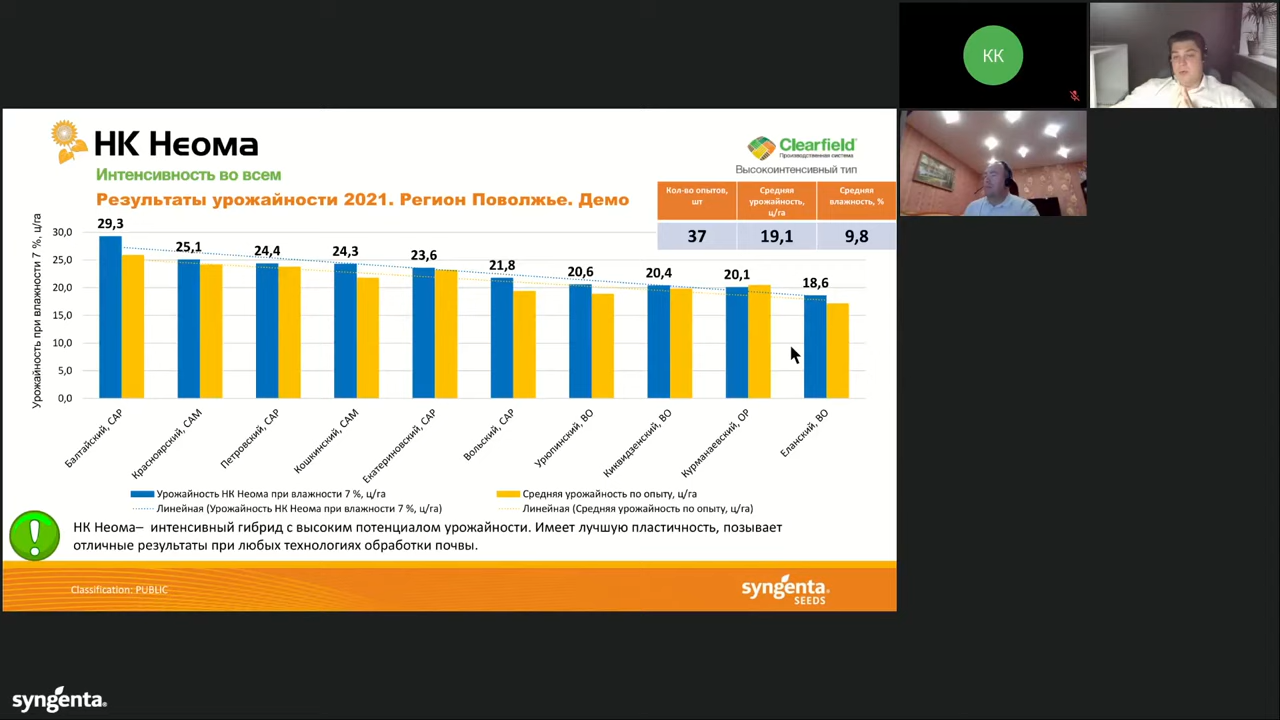 КК
НК Неома
Интенсивность во всем
Результаты урожайности 2021. Регион Поволжье. Демо
Clearfield
Производственная система
Высокоинтенсивный тип
Кол-во опытов, шт
Средняя урожайность, ц/га
Средняя влажность, %
37
19,1
9,8
Урожайность при влажности 7 %, ц/га
30,0
25,0
20,0
15,0
10,0
5,0
0,0
29,3
25,1
24,4
24,3
23,6
21,8
20,6
20,4
20,1
18,6
Балтайский, САР
Красноярский, САМ
Петровский, САР
Кошкинский, САМ
Екатериновский, САР
Вольский, САР
Урюпинский, ВО
Киквидзенский, ВО
Курманаевский, ОР
Еланский, ВО
Урожайность НК Неома при влажности 7 %, ц/га
Средняя урожайность по опыту, ц/га
Линейная (Урожайность НК Неома при влажности 7 %, ц/га)
Линейная (Средняя урожайность по опыту, ц/га)
НК Неома– интенсивный гибрид с высоким потенциалом урожайности. Имеет лучшую пластичность, позывает
отличные результаты при любых технологиях обработки почвы.
Classification: PUBLIC
syngenta
SEEDS
syngenta